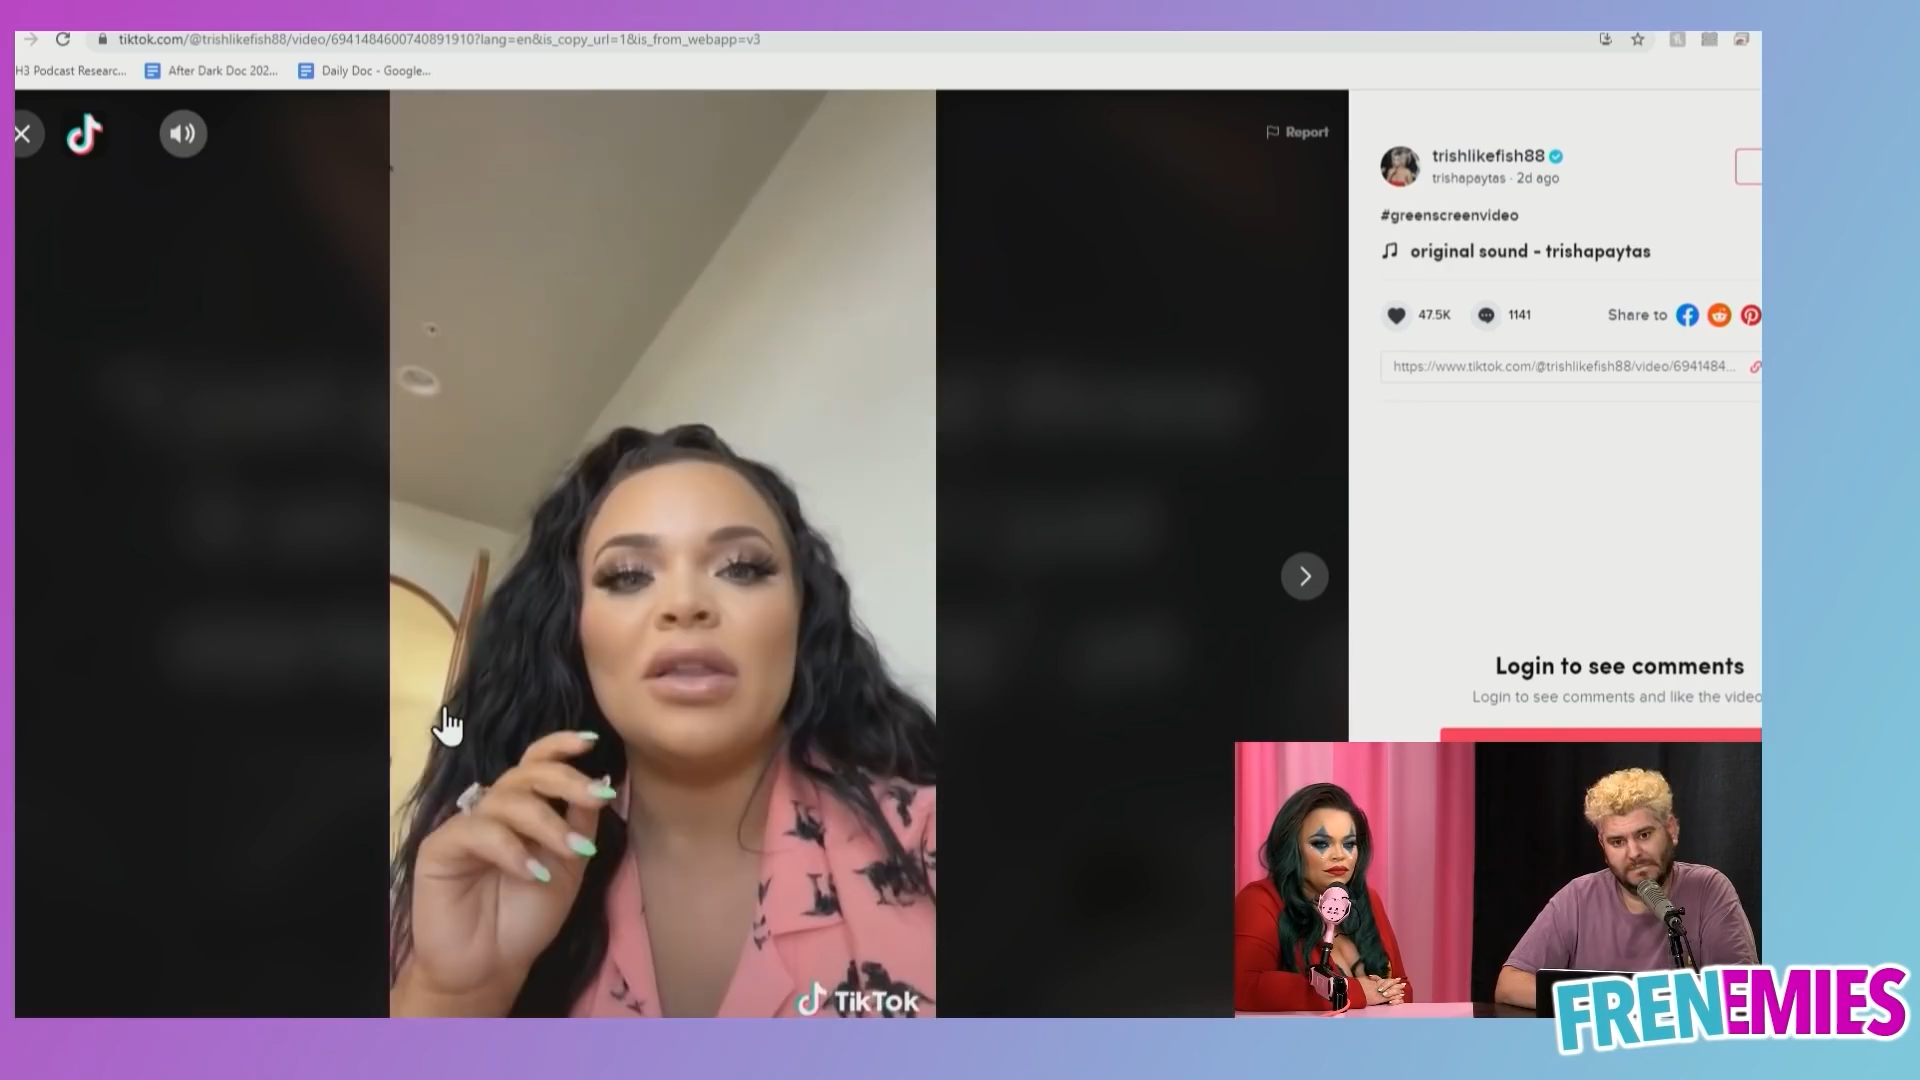 tiktok.com/@trishlikefish88/video/6941484600740891910?lang=en&is_copy_url=1&is_from_webapp=v3
H3 Podcast Researc...
After Dark Doc 202...
Daily Doc - Google...
Report
trishlikefish88
trishapaytas · 2d ago
#greenscreenvideo
original sound - trishapaytas
47.5K
1141
Share to
https://www.tiktok.com/@trishlikefish88/video/6941484...
Login to see comments
Login to see comments and like the video
TikTok
FRENEMIES